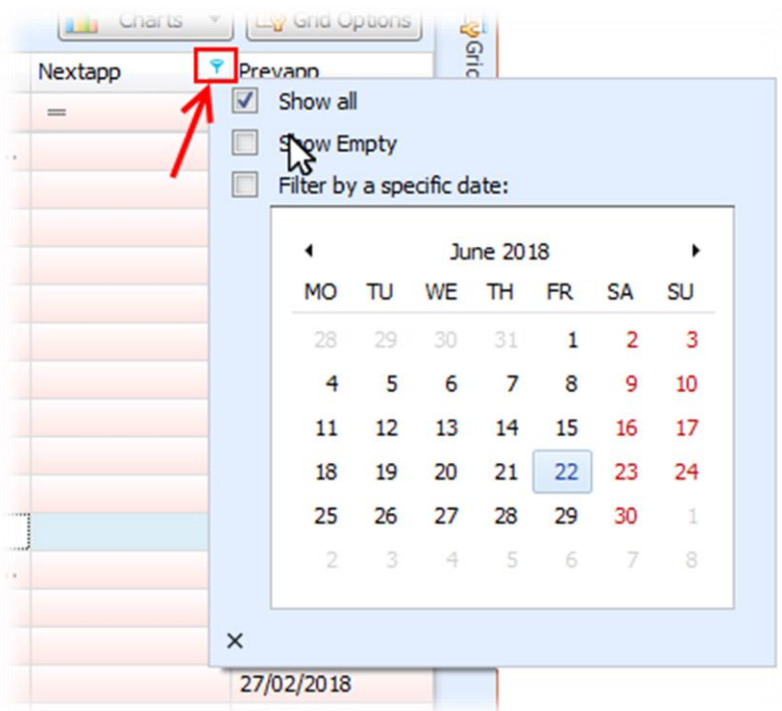 Charts Grid Options
Nextapp Prevapp
=
Show all
Show Empty
Filter by a specific date:
June 2018
MO TU WE TH FR SA SU
28 29 30 31 1 2 3
4 5 6 7 8 9 10
11 12 13 14 15 16 17
18 19 20 21 22 23 24
25 26 27 28 29 30 1
2 3 4 5 6 7 8
27/02/2018